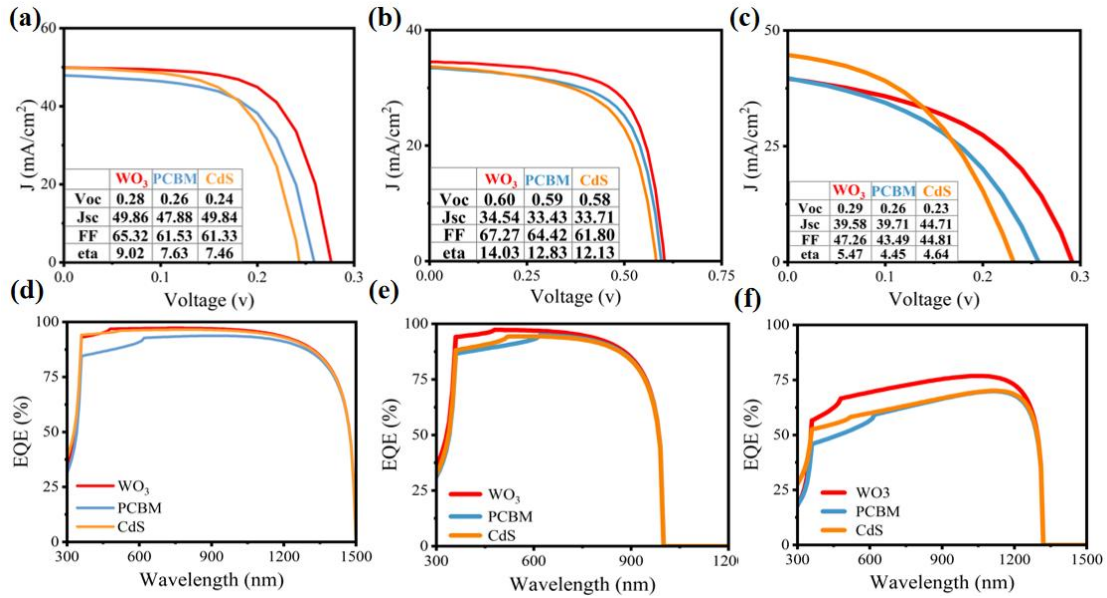 (a)
60
40
20
0
J (mA/cm²)
WO₃ PCBM CdS
Voc 0.28 0.26 0.24
Jsc 49.86 47.88 49.84
FF 65.32 61.53 61.33
eta 9.02 7.63 7.46
0.0 0.1 0.2 0.3
Voltage (v)
(b)
40
20
0
J (mA/cm²)
WO₃ PCBM CdS
Voc 0.60 0.59 0.58
Jsc 34.54 33.43 33.71
FF 67.27 64.42 61.80
eta 14.03 12.83 12.13
0.00 0.25 0.50 0.75
Voltage (v)
(c)
50
25
0
J (mA/cm²)
WO₃ PCBM CdS
Voc 0.29 0.26 0.23
Jsc 39.58 39.71 44.71
FF 47.26 43.49 44.81
eta 5.47 4.45 4.64
0.0 0.1 0.2 0.3
Voltage (v)
(d)
100
75
50
25
0
EQE (%)
WO₃
PCBM
CdS
300 600 900 1200 1500
Wavelength (nm)
(e)
100
75
50
25
0
EQE (%)
WO₃
PCBM
CdS
300 600 900 1200
Wavelength (nm)
(f)
100
75
50
25
0
EQE (%)
WO3
PCBM
CdS
300 600 900 1200 1500
Wavelength (nm)